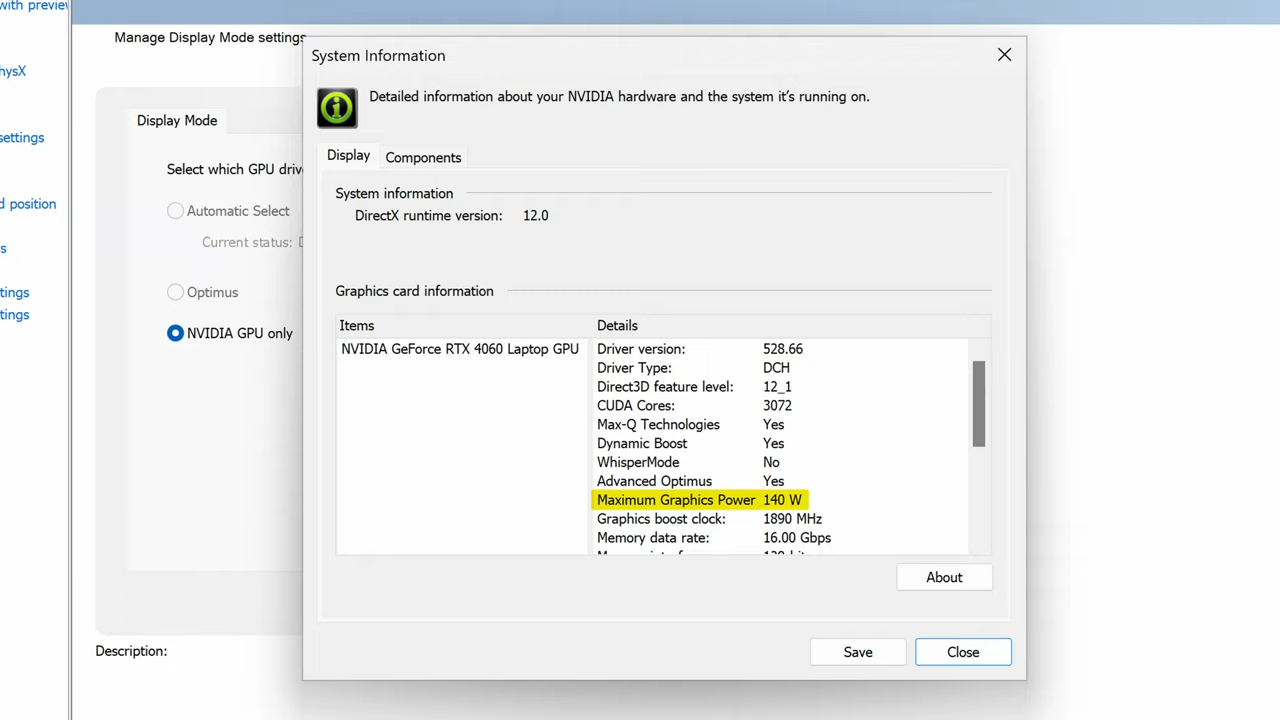 with preview
Manage Display Mode settings
hysX
settings
d position
s
tings
tings
Display Mode
Select which GPU driv
Automatic Select
Current status:
Optimus
NVIDIA GPU only
Description:
System Information
Detailed information about your NVIDIA hardware and the system it's running on.
Display Components
System information
DirectX runtime version: 12.0
Graphics card information
Items Details
NVIDIA GeForce RTX 4060 Laptop GPU Driver version: 528.66
Driver Type: DCH
Direct3D feature level: 12_1
CUDA Cores: 3072
Max-Q Technologies Yes
Dynamic Boost Yes
WhisperMode No
Advanced Optimus Yes
Maximum Graphics Power 140 W
Graphics boost clock: 1890 MHz
Memory data rate: 16.00 Gbps
About
Save Close